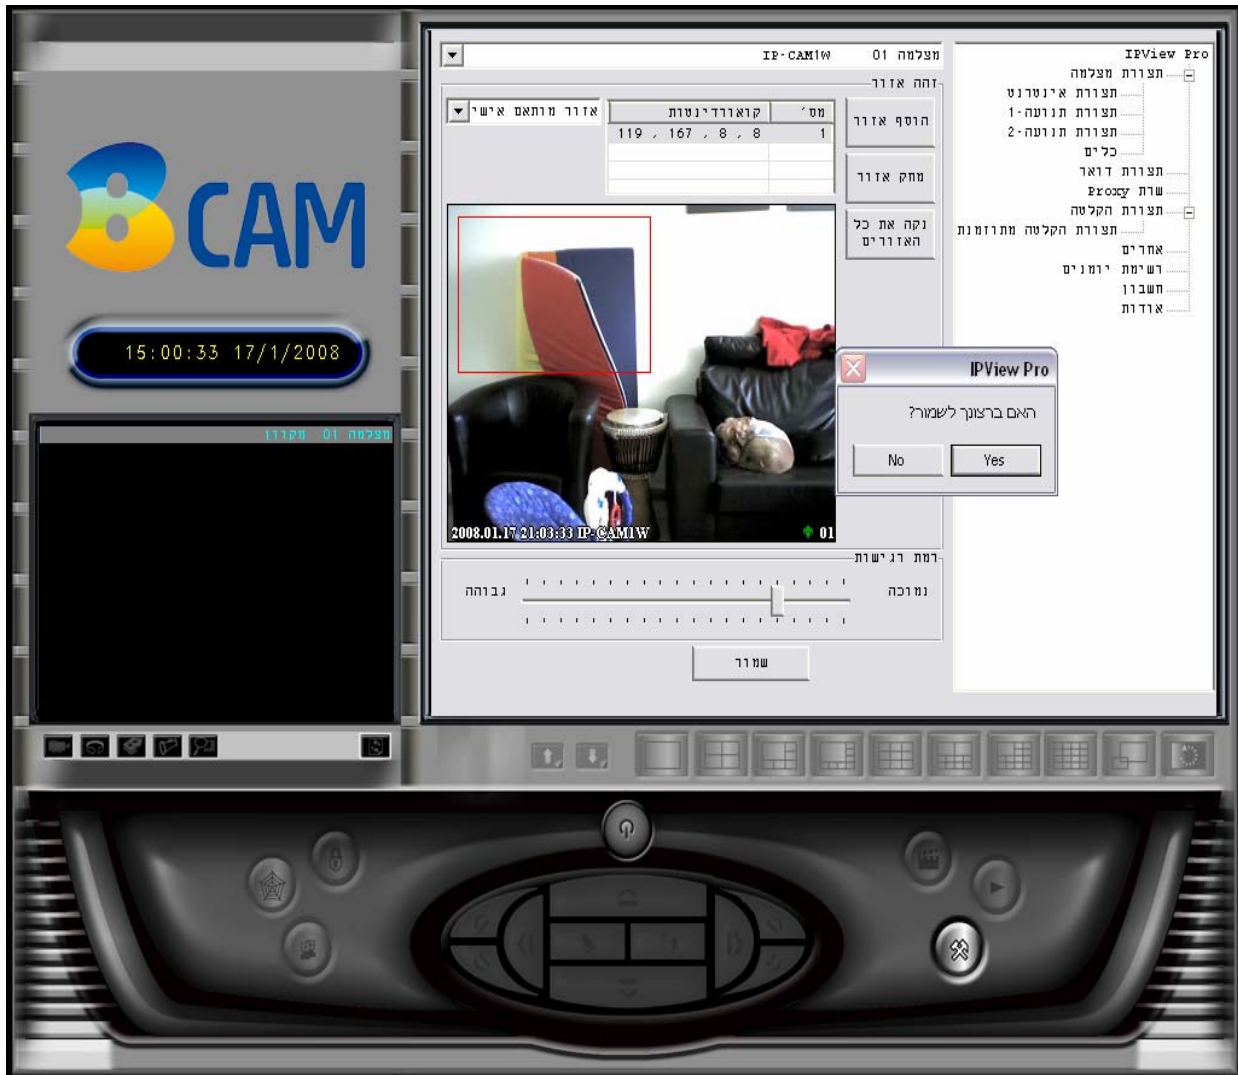 BCAM
15:00:33 17/1/2008
מצלמה 01 מקוון
מצלמה 01 IP-CAM1W
זהה אזור
הוסף אזור
מחק אזור
נקה את כל
האזורים
מס׳ קואורדינטות
1 119 , 167 , 8 , 8
אזור מותאם אישי
2008.01.17 21:03:33 IP-CAM1W 01
רמת רגישות
נמוכה
גבוהה
שמור
IPView Pro
תצורת מצלמה
תצורת אינטרנט
תצורת תנועה-1
תצורת תנועה-2
כלים
תצורת דואר
שרת Proxy
תצורת הקלטה
תצורת הקלטה מתוזמנת
אחרים
רשימת יומנים
חשבון
אודות
IPView Pro
האם ברצונך לשמור?
No
Yes